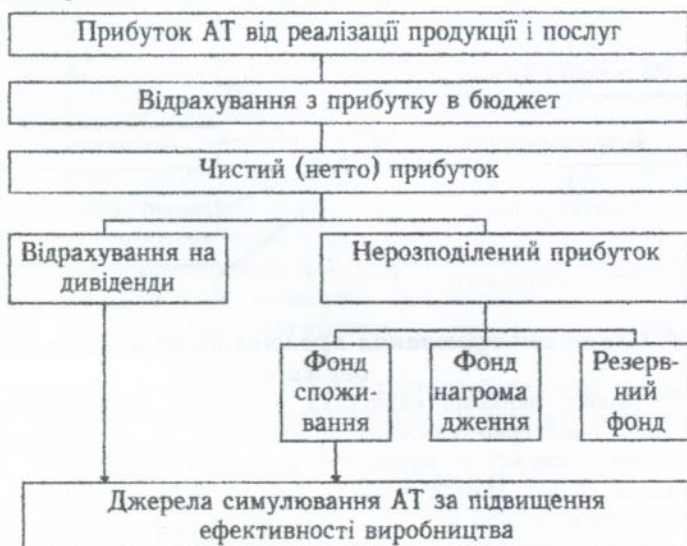 Прибуток АТ від реалізації продукції і послуг
Відрахування з прибутку в бюджет
Чистий (нетто) прибуток
Відрахування на
дивіденди
Нерозподілений прибуток
Фонд
спожи-
вання
Фонд
нагрома
дження
Резерв-
ний
фонд
Джерела симулювання АТ за підвищення
ефективності виробництва